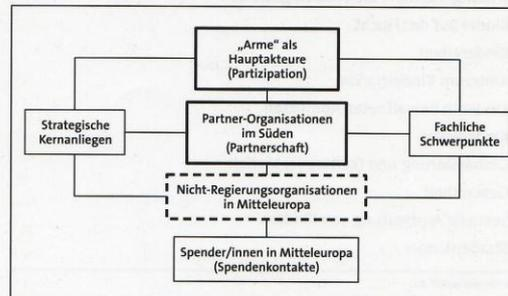 „Arme" als
Hauptakteure
(Partizipation)
Strategische
Kernanliegen
Partner-Organisationen
im Süden
(Partnerschaft)
Fachliche
Schwerpunkte
Nicht-Regierungsorganisationen
in Mitteleuropa
Spender/innen in Mitteleuropa
(Spendenkontakte)